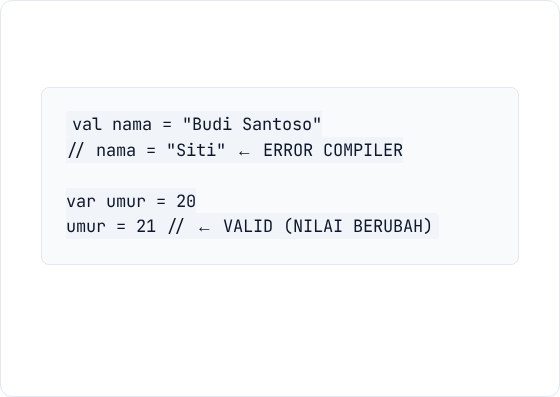 val nama = "Budi Santoso"
// nama = "Siti" ← ERROR COMPILER
var umur = 20
umur = 21 // ← VALID (NILAI BERUBAH)